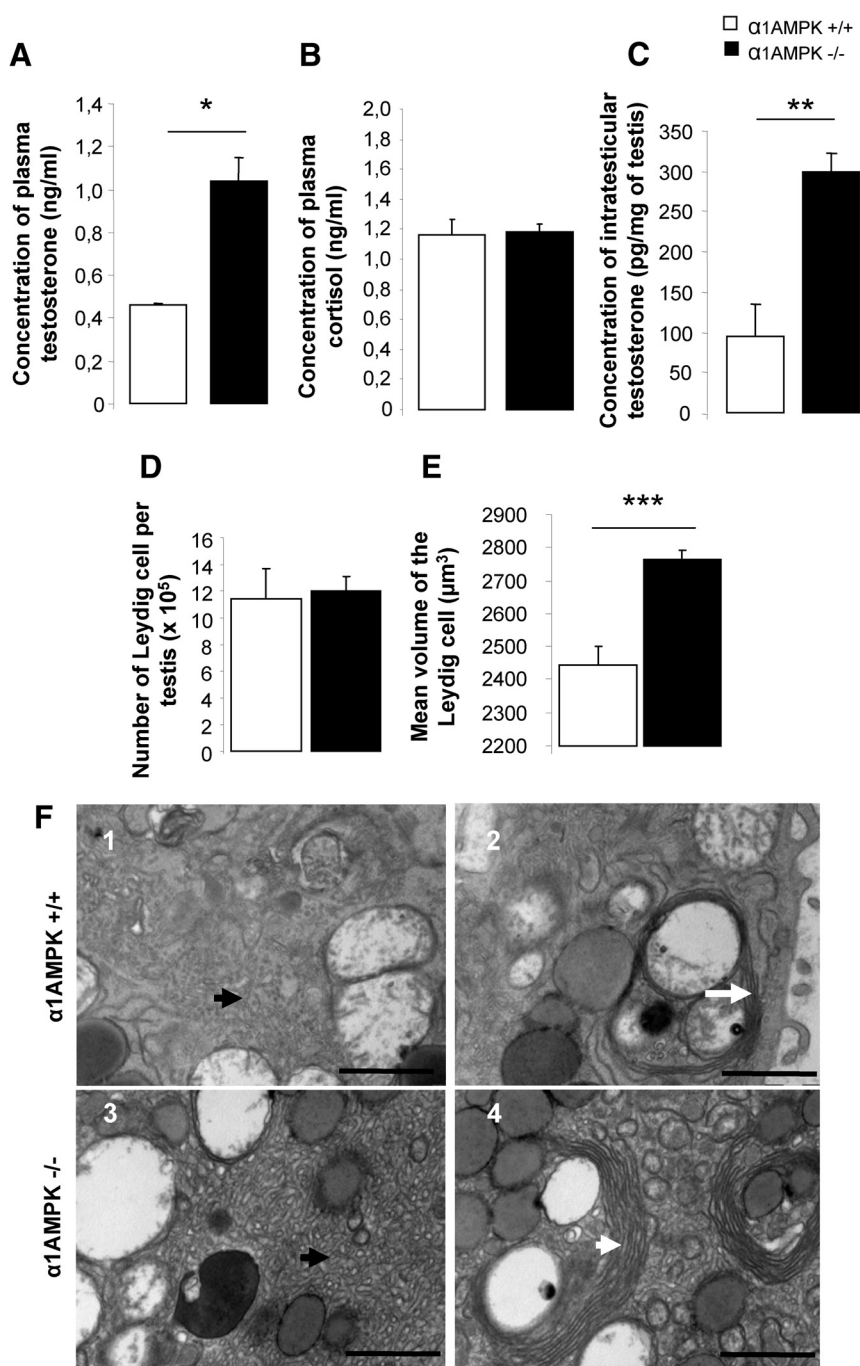 α1AMPK +/+
α1AMPK -/-
A
Concentration of plasma
testosterone (ng/ml)
1,4
1,2
1,0
0,8
0,6
0,4
0,2
0
*
B
Concentration of plasma
cortisol (ng/ml)
2,0
1,8
1,6
1,4
1,2
1,0
0,8
0,6
0,4
0,2
0
C
Concentration of intratesticular
testosterone (pg/mg of testis)
350
300
250
200
150
100
50
0
**
D
Number of Leydig cell per
testis (x 10⁵)
16
14
12
12
8
6
4
2
0
E
Mean volume of the
Leydig cell (µm³)
2900
2800
2700
2600
2500
2400
2300
2200
***
F
α1AMPK +/+
1
2
α1AMPK -/-
3
4